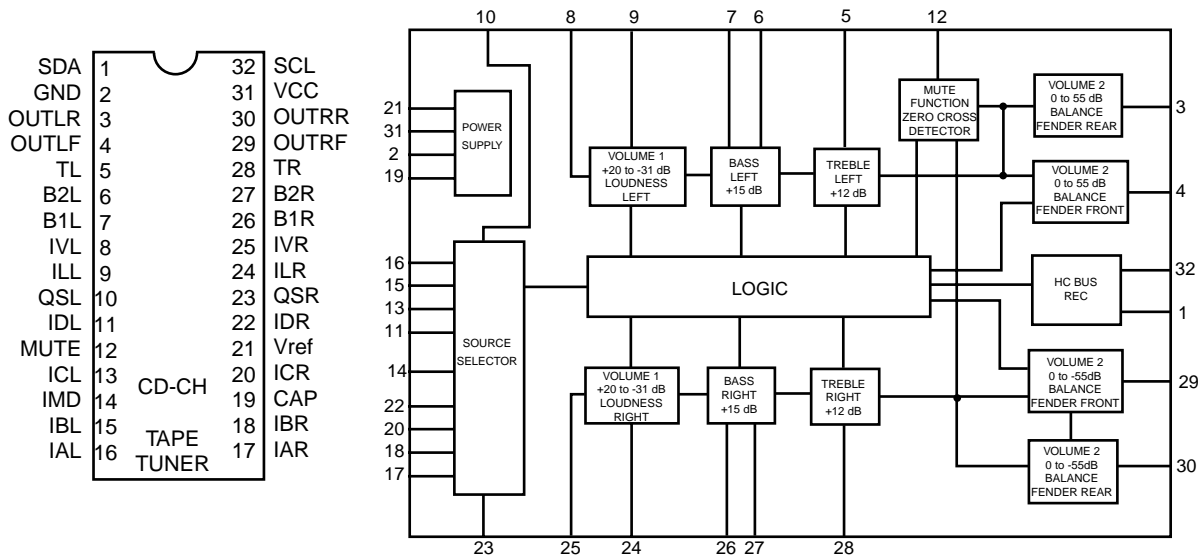 SDA 1
GND 2
OUTLR 3
OUTLF 4
TL 5
B2L 6
B1L 7
IVL 8
ILL 9
QSL 10
IDL 11
MUTE 12
ICL 13
IMD 14
IBL 15
IAL 16
32 SCL
31 VCC
30 OUTRR
29 OUTRF
28 TR
27 B2R
26 B1R
25 IVR
24 ILR
23 QSR
22 IDR
21 Vref
20 ICR
19 CAP
18 IBR
17 IAR
CD-CH
TAPE
TUNER
10 8 9 7 6 5 12
21
31
2
19
POWER
SUPPLY
VOLUME 1
+20 to -31 dB
LOUDNESS
LEFT
BASS
LEFT
+15 dB
TREBLE
LEFT
+12 dB
MUTE
FUNCTION
ZERO CROSS
DETECTOR
VOLUME 2
0 to 55 dB
BALANCE
FENDER REAR
3
VOLUME 2
0 to 55 dB
BALANCE
FENDER FRONT
4
16
15
13
11
14
22
20
18
17
SOURCE
SELECTOR
LOGIC
HC BUS
REC
32
1
VOLUME 1
+20 to -31 dB
LOUDNESS
RIGHT
BASS
RIGHT
+15 dB
TREBLE
RIGHT
+12 dB
VOLUME 2
0 to -55dB
BALANCE
FENDER FRONT
29
VOLUME 2
0 to -55dB
BALANCE
FENDER REAR
30
23 25 24 26 27 28